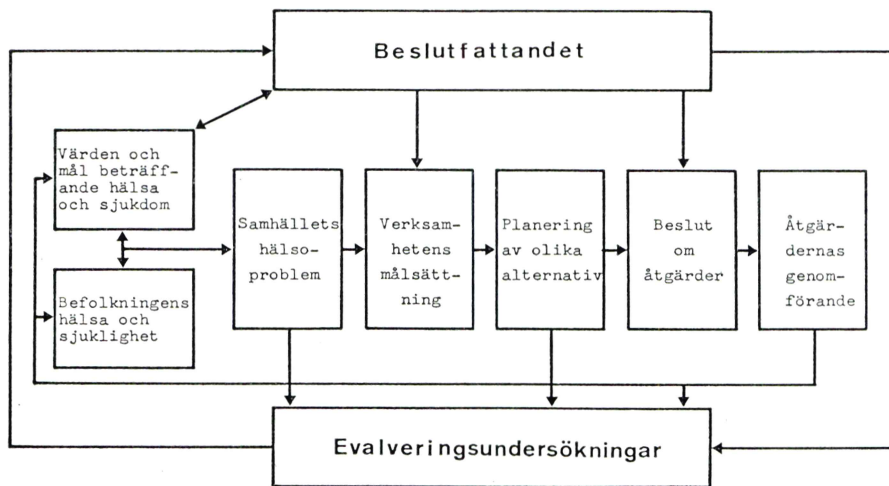 Beslutfattandet
Värden och
mål beträff-
ande hälsa
och sjukdom
Befolkningens
hälsa och
sjuklighet
Samhällets
hälso-
problem
Verksam-
hetens
målsätt-
ning
Planering
av olika
alternativ
Beslut
om
åtgärder
Åtgär-
dernas
genom-
förande
Evalveringsundersökningar